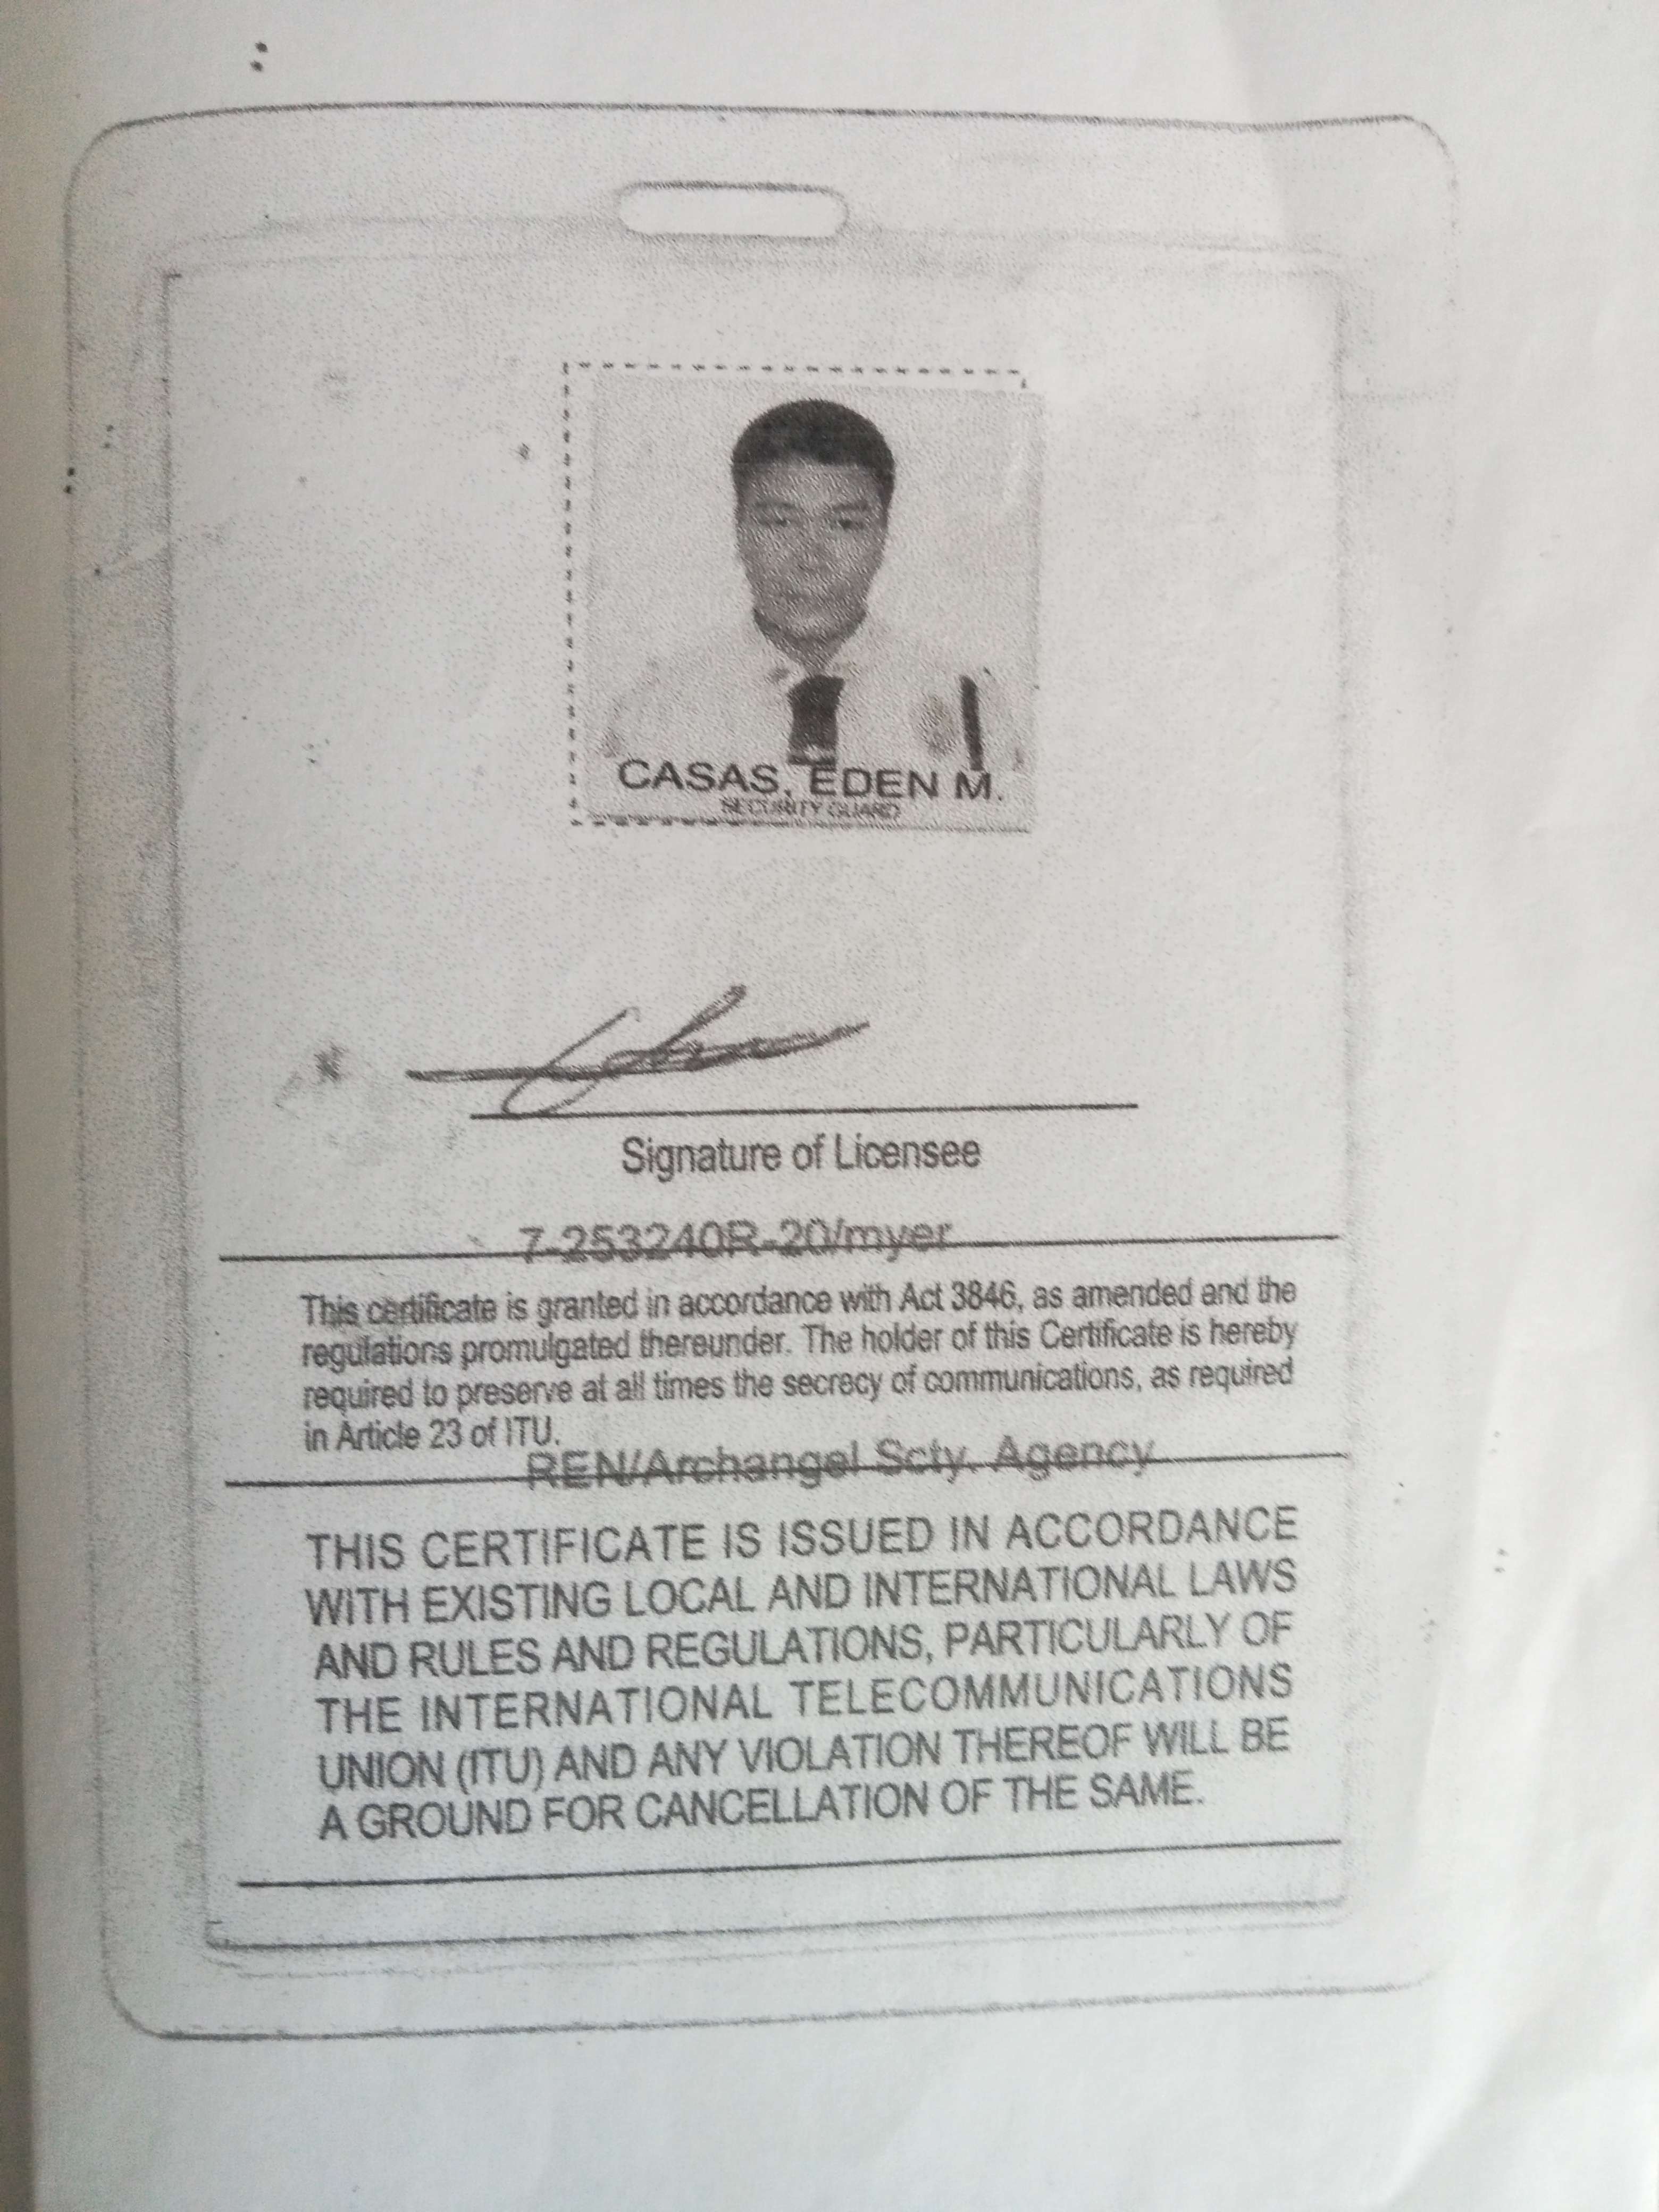 CASAS, EDEN M.
SECURITY GUARD
Signature of Licensee
7-253240R-20/myer
This certificate is granted in accordance with Act 3846, as amended and the
regulations promulgated thereunder. The holder of this Certificate is hereby
required to preserve at all times the secrecy of communications, as required
in Article 23 of ITU.
REN/Archangel Scty. Agency
THIS CERTIFICATE IS ISSUED IN ACCORDANCE
WITH EXISTING LOCAL AND INTERNATIONAL LAWS
AND RULES AND REGULATIONS, PARTICULARLY OF
THE INTERNATIONAL TELECOMMUNICATIONS
UNION (ITU) AND ANY VIOLATION THEREOF WILL BE
A GROUND FOR CANCELLATION OF THE SAME.